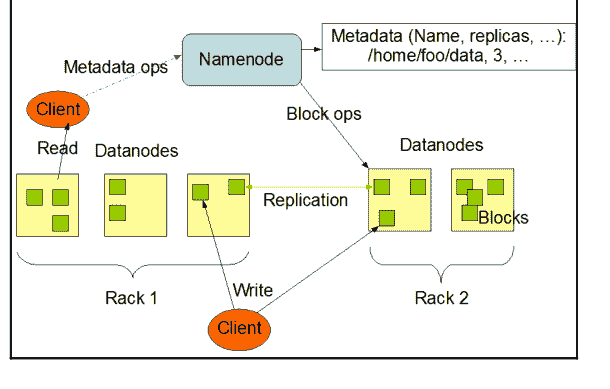 Metadata (Name, replicas, …):
/home/foo/data, 3, …
Namenode
Metadata ops
Client
Block ops
Read
Datanodes
Datanodes
Replication
Blocks
Rack 1
Write
Rack 2
Client